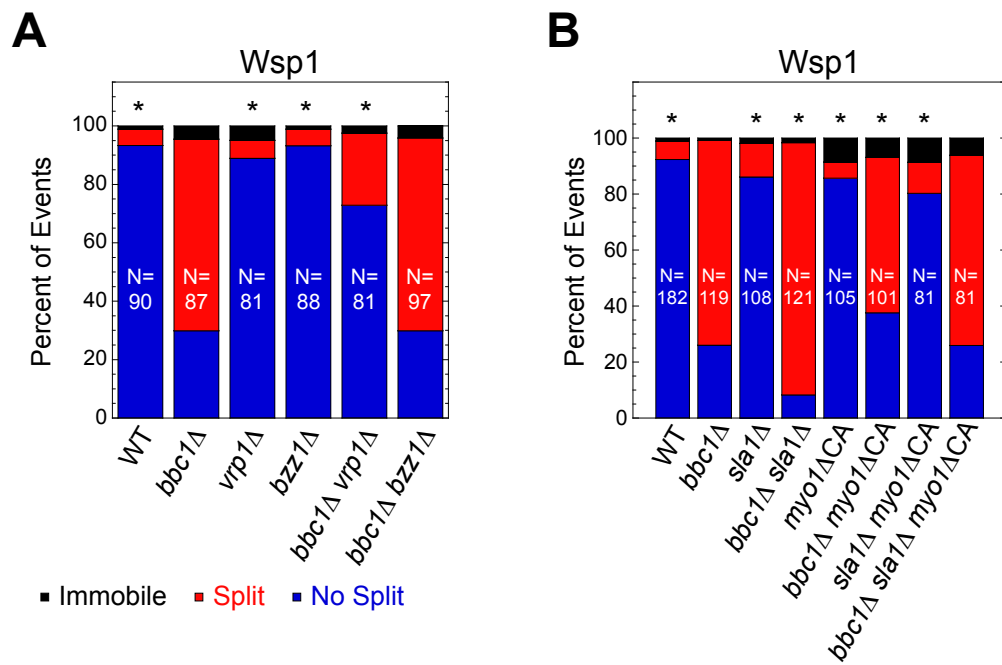 A
Wsp1
Percent of Events
100
80
60
40
20
0
* * * *
N= 90
N= 87
N= 81
N= 88
N= 81
N= 97
WT
bbc1Δ
vrp1Δ
bzz1Δ
bbc1Δ vrp1Δ
bbc1Δ bzz1Δ
Immobile Split No Split
B
Wsp1
Percent of Events
100
80
60
40
20
0
* * * * * *
N= 182
N= 119
N= 108
N= 121
N= 105
N= 101
N= 81
N= 81
WT
bbc1Δ
sla1Δ
bbc1Δ sla1Δ
myo1ΔCA
bbc1Δ myo1ΔCA
sla1Δ myo1ΔCA
bbc1Δ sla1Δ myo1ΔCA